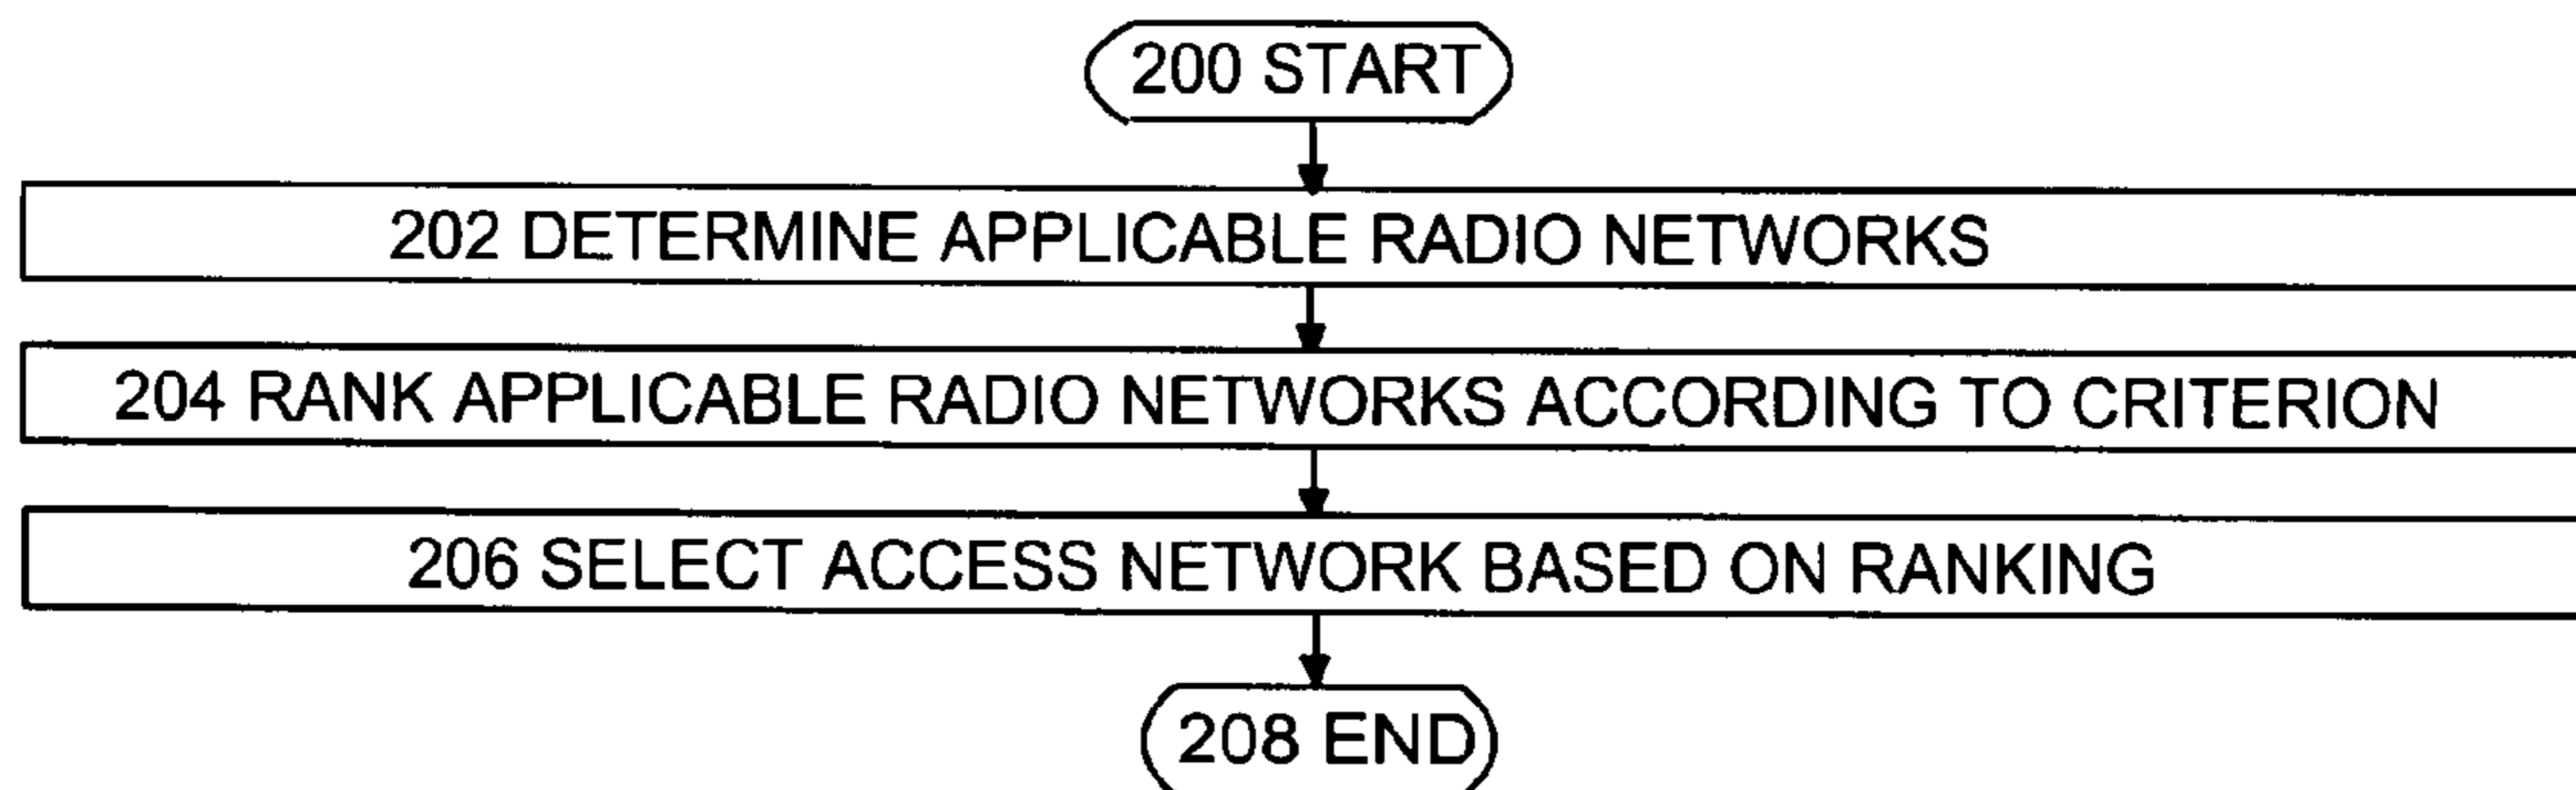 200 START
202 DETERMINE APPLICABLE RADIO NETWORKS
204 RANK APPLICABLE RADIO NETWORKS ACCORDING TO CRITERION
206 SELECT ACCESS NETWORK BASED ON RANKING
208 END